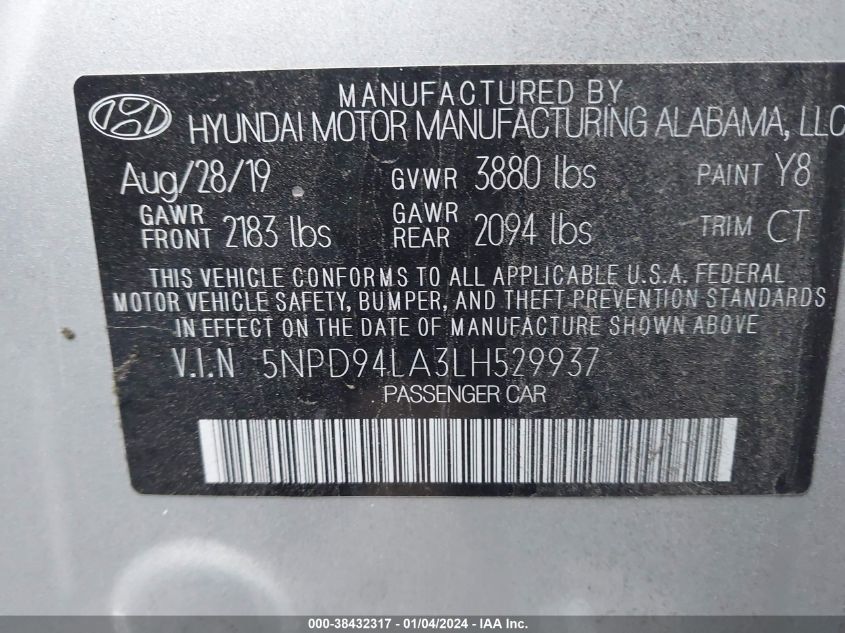 MANUFACTURED BY
HYUNDAI MOTOR MANUFACTURING ALABAMA, LLC
Aug/28/19 GVWR 3880 lbs PAINT Y8
GAWR FRONT 2183 lbs GAWR REAR 2094 lbs TRIM CT
THIS VEHICLE CONFORMS TO ALL APPLICABLE U.S.A. FEDERAL
MOTOR VEHICLE SAFETY, BUMPER, AND THEFT PREVENTION STANDARDS
IN EFFECT ON THE DATE OF MANUFACTURE SHOWN ABOVE
V.I.N 5NPD94LA3LH529937
PASSENGER CAR
000-38432317 - 01/04/2024 - IAA Inc.